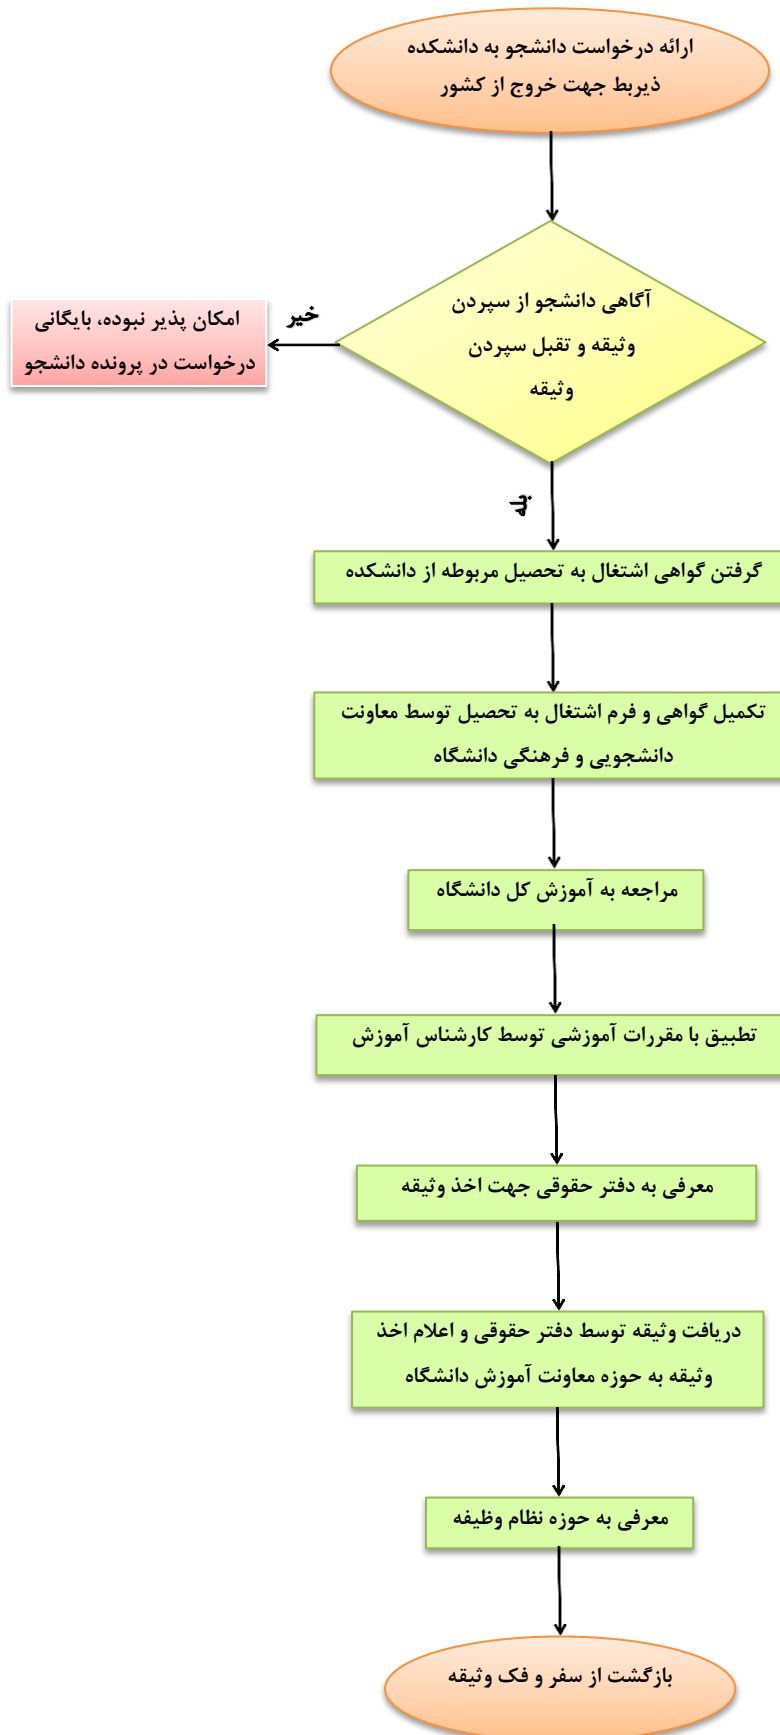 ارائه درخواست دانشجو به دانشکده
ذیربط جهت خروج از کشور
آگاهی دانشجو از سپردن
وثیقه و تقبل سپردن
وثیقه
خیر
امکان پذیر نبوده، بایگانی
درخواست در پرونده دانشجو
بله
گرفتن گواهی اشتغال به تحصیل مربوطه از دانشکده
تکمیل گواهی و فرم اشتغال به تحصیل توسط معاونت
دانشجویی و فرهنگی دانشگاه
مراجعه به آموزش کل دانشگاه
تطبیق با مقررات آموزشی توسط کارشناس آموزش
معرفی به دفتر حقوقی جهت اخذ وثیقه
دریافت وثیقه توسط دفتر حقوقی و اعلام اخذ
وثیقه به حوزه معاونت آموزش دانشگاه
معرفی به حوزه نظام وظیفه
بازگشت از سفر و فک وثیقه